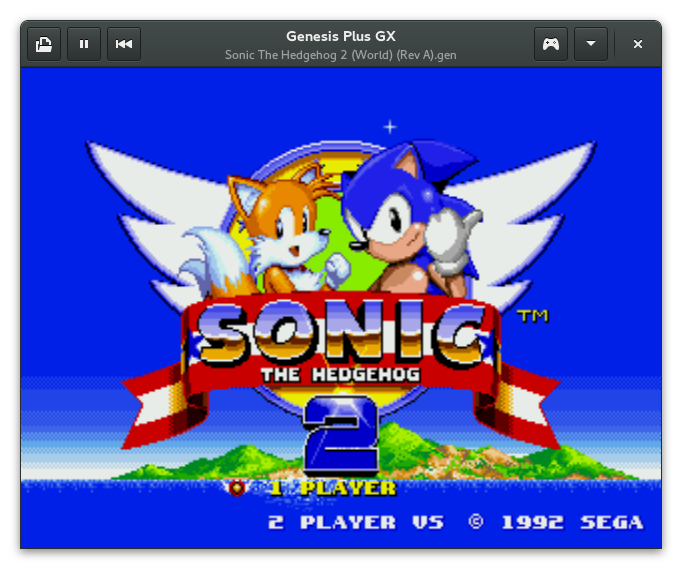 Genesis Plus GX
Sonic The Hedgehog 2 (World) (Rev A).gen
TM
SONIC
THE HEDGEHOG
2
1 PLAYER
2 PLAYER VS © 1992 SEGA